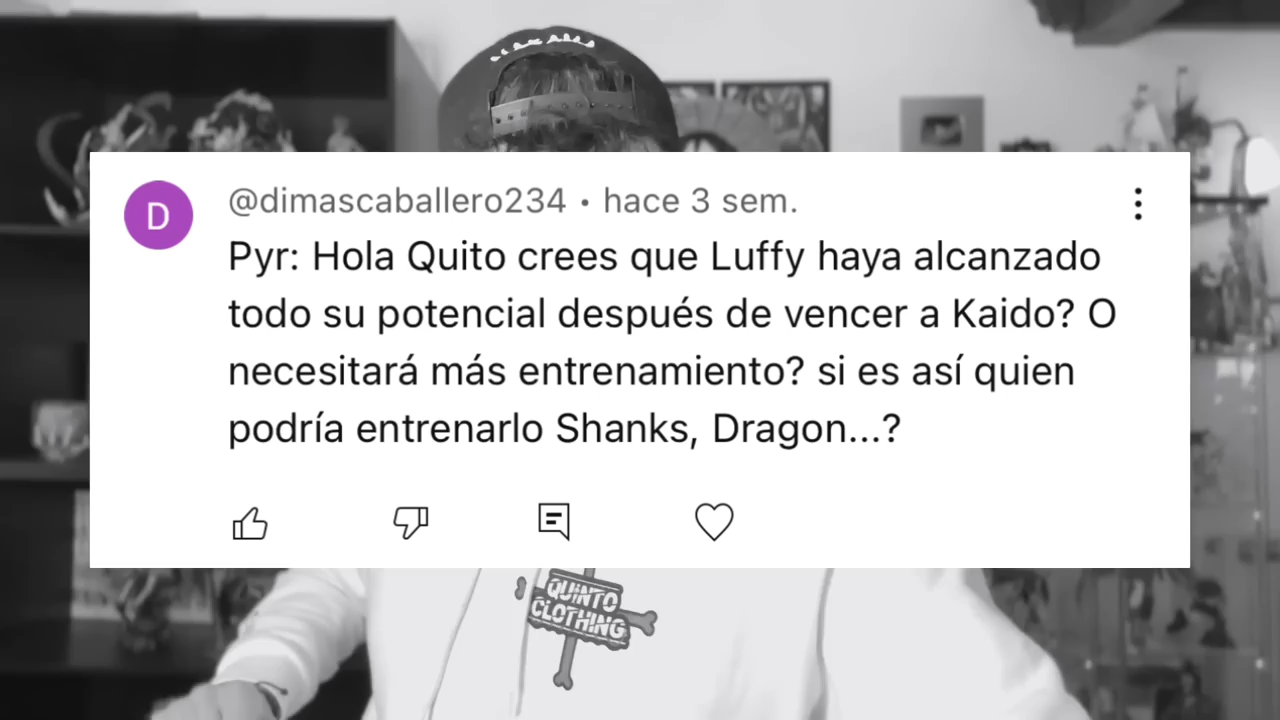 D
@dimascaballero234 • hace 3 sem.
Pyr: Hola Quito crees que Luffy haya alcanzado
todo su potencial después de vencer a Kaido? O
necesitará más entrenamiento? si es así quien
podría entrenarlo Shanks, Dragon...?
QUINTO
CLOTHING